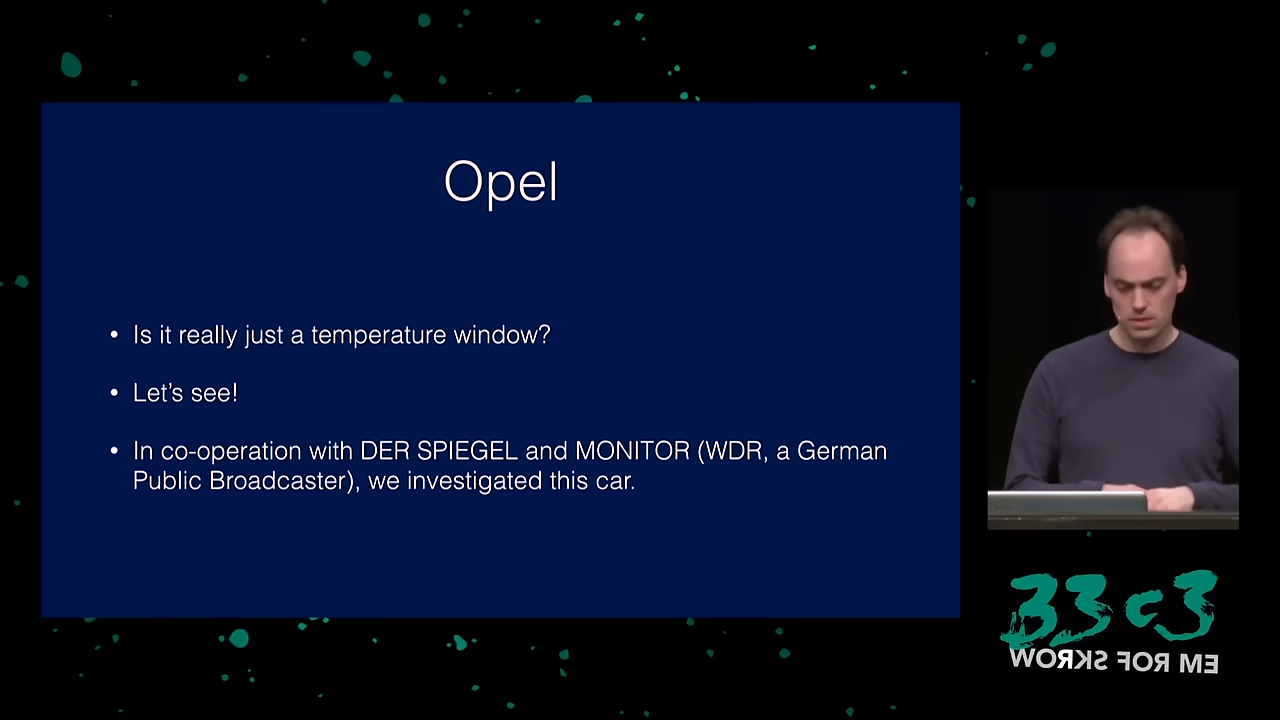 Opel
• Is it really just a temperature window?
• Let's see!
• In co-operation with DER SPIEGEL and MONITOR (WDR, a German
Public Broadcaster), we investigated this car.
33c3
WORKS FOR ME